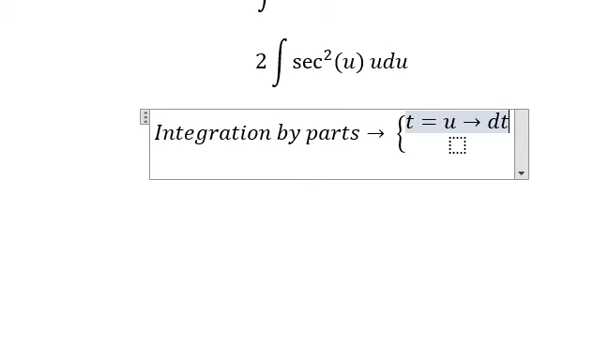 2 ∫ sec²(u) udu
Integration by parts → { t = u → dt